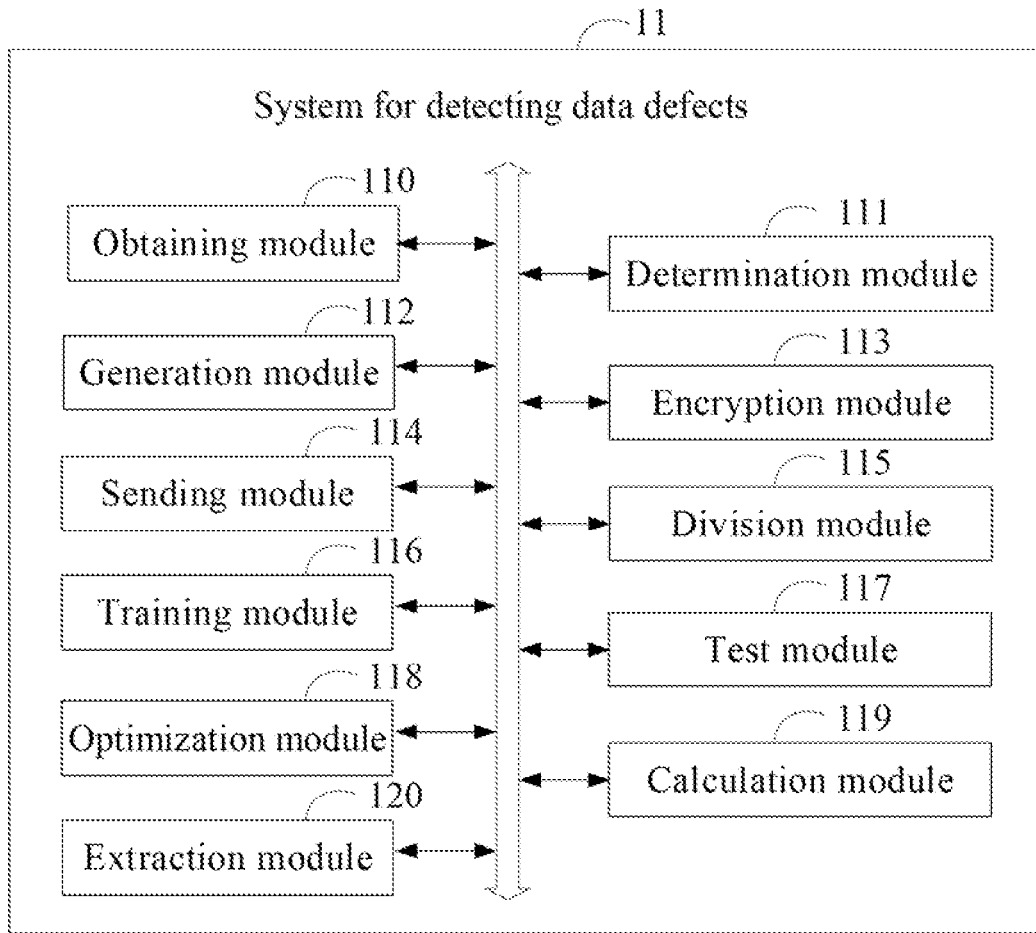 11
System for detecting data defects
110
Obtaining module
111
Determination module
112
Generation module
113
Encryption module
114
Sending module
115
Division module
116
Training module
117
Test module
118
Optimization module
119
Calculation module
120
Extraction module